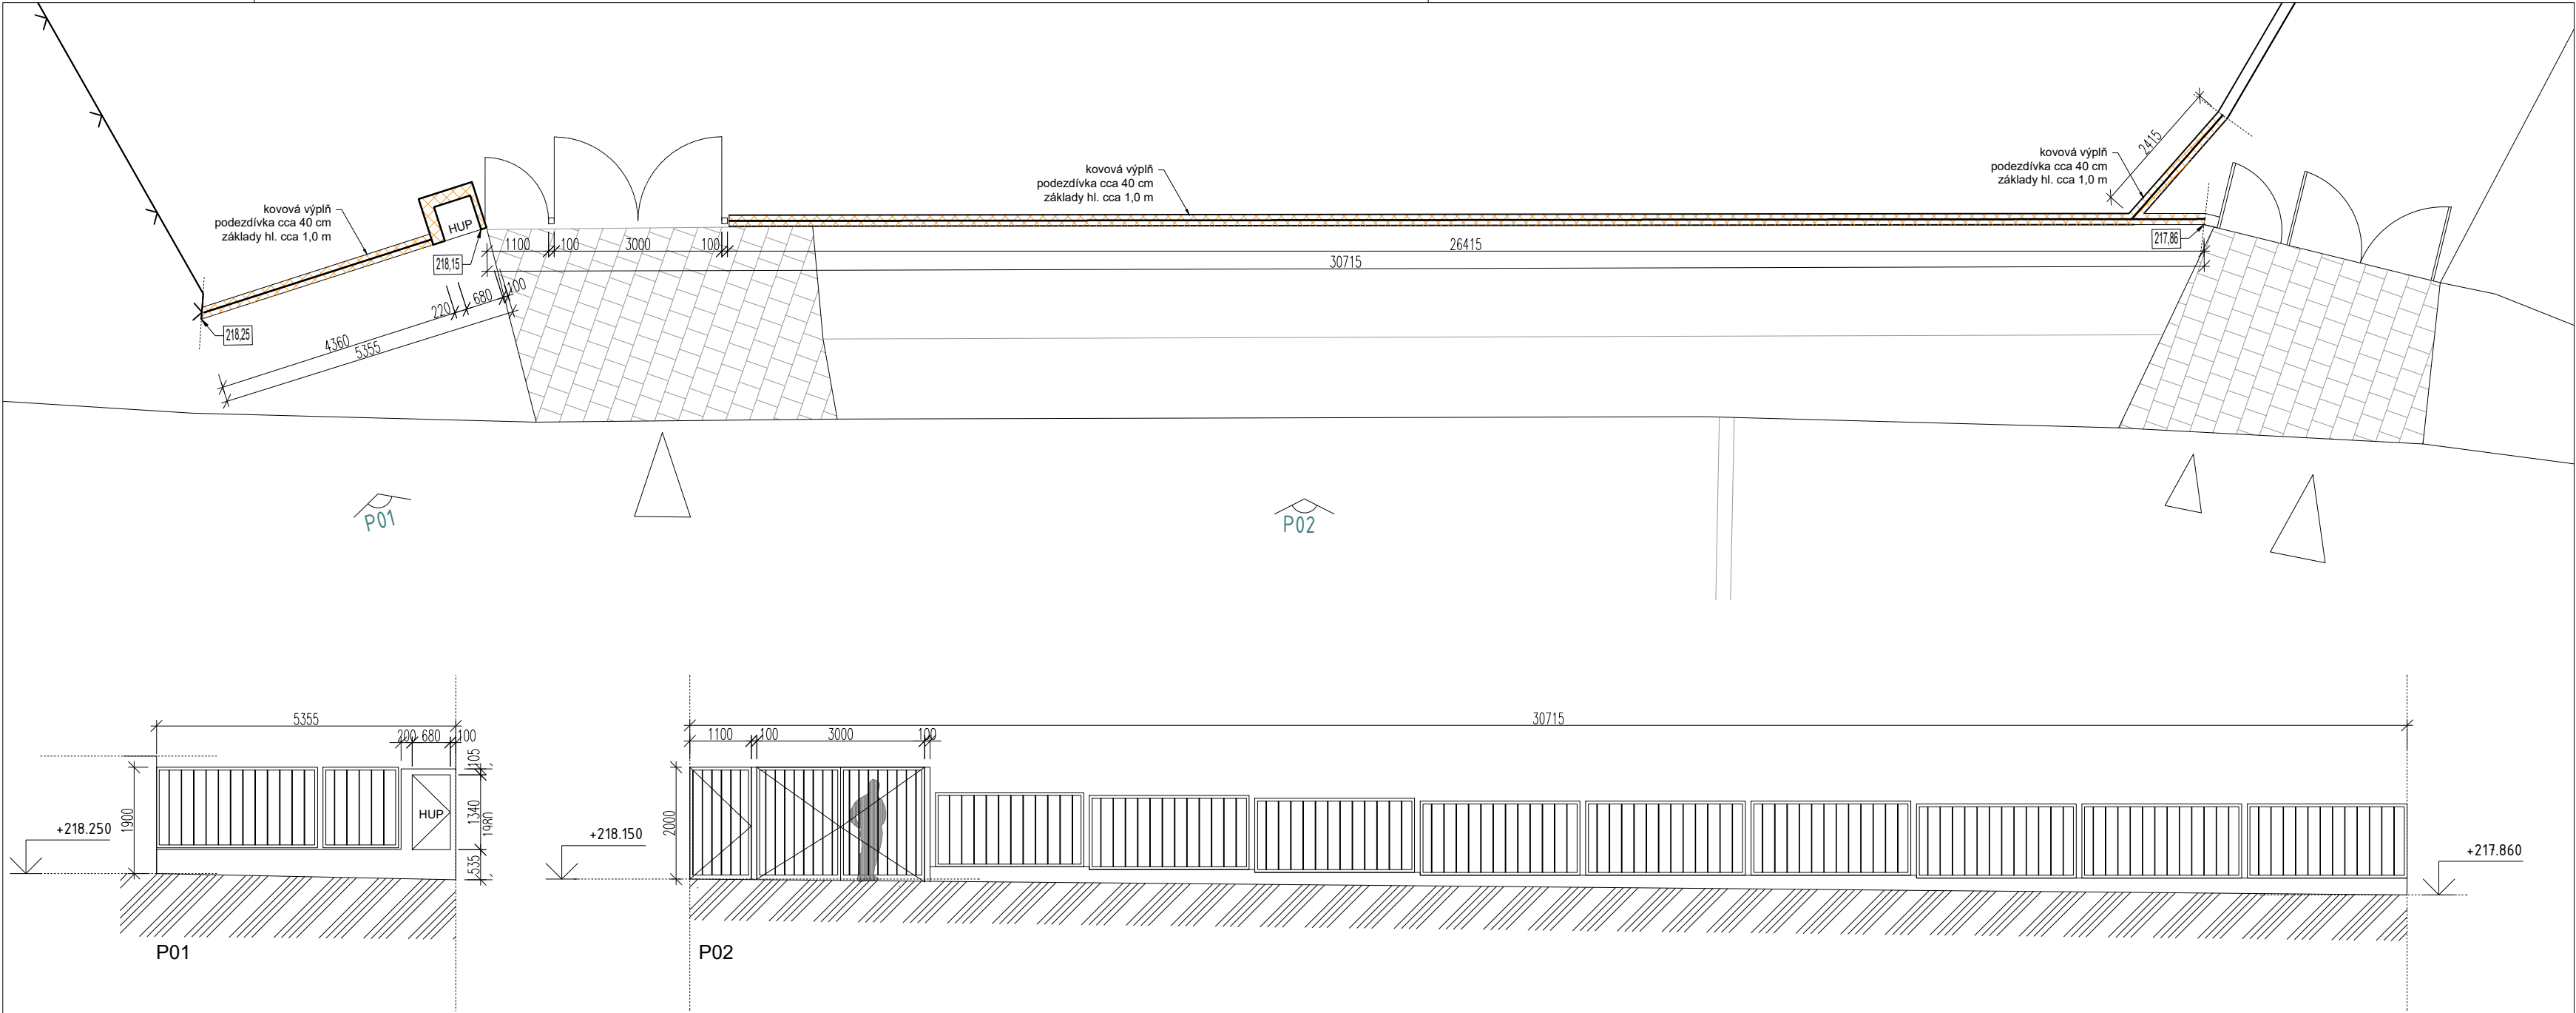 kovová výplň
podezdívka cca 40 cm
základy hl. cca 1,0 m
HUP
218,15
218,25
220
680
100
4360
5355
1100
100
3000
100
26415
30715
kovová výplň
podezdívka cca 40 cm
základy hl. cca 1,0 m
kovová výplň
podezdívka cca 40 cm
základy hl. cca 1,0 m
2415
217,86
P01
P02
5355
200
680
100
105
1340
1980
535
1900
HUP
+218.250
P01
30715
1100
100
3000
100
2000
+218.150
+217.860
P02